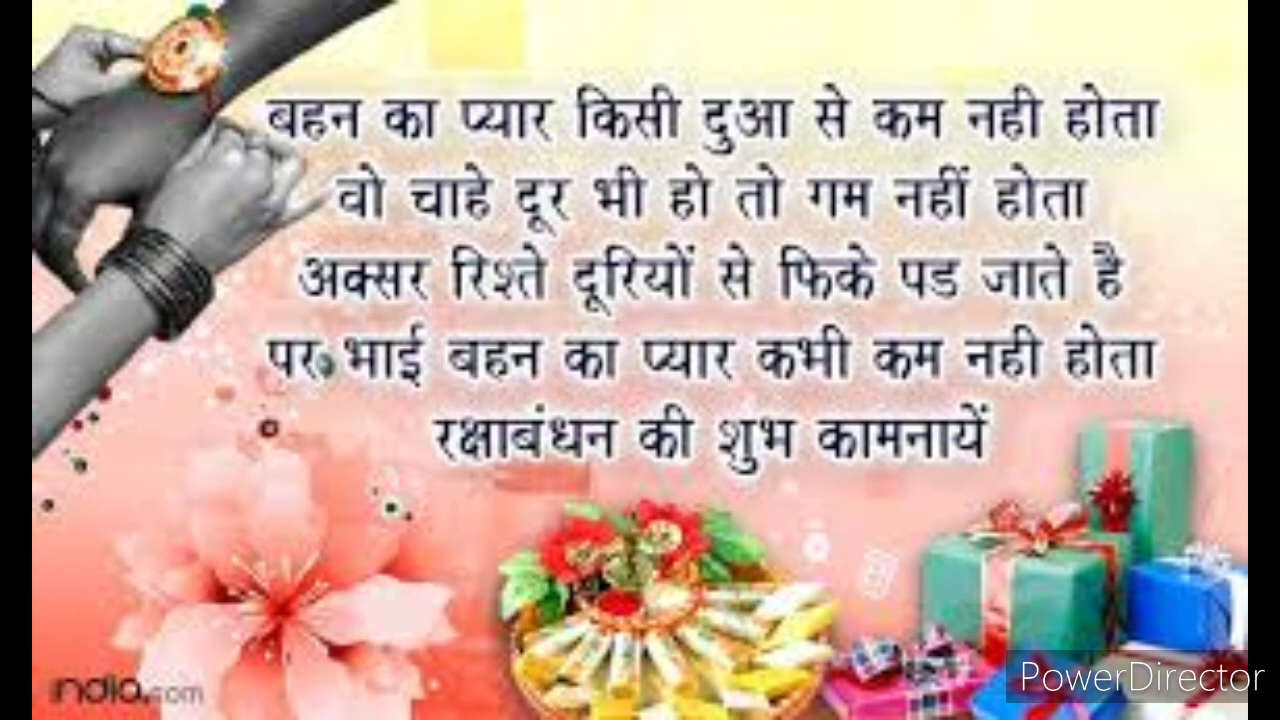 बहन का प्यार किसी दुआ से कम नही होता
वो चाहे दूर भी हो तो गम नहीं होता
अक्सर रिश्ते दूरियों से फिके पड जाते है
पर भाई बहन का प्यार कभी कम नही होता
रक्षाबंधन की शुभ कामनायें
india.com
PowerDirector